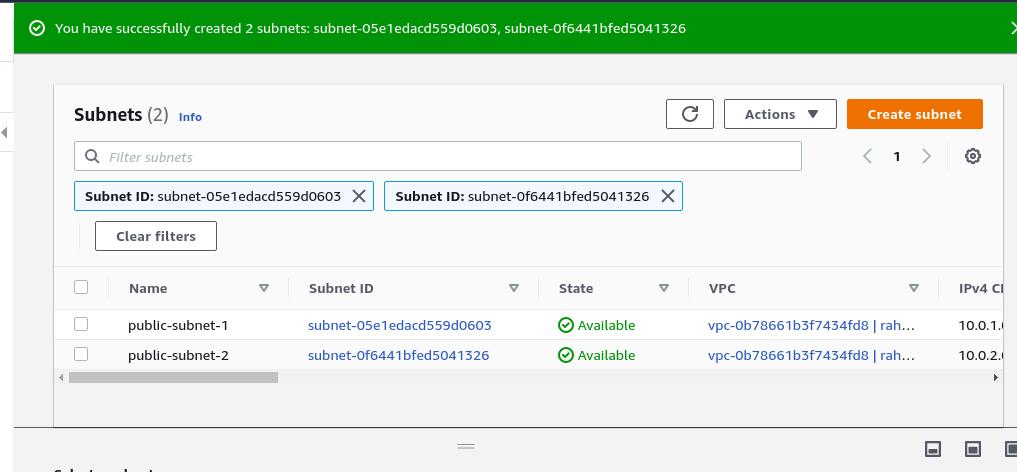 You have successfully created 2 subnets: subnet-05e1edacd559d0603, subnet-0f6441bfed5041326
Subnets (2) Info
Actions
Create subnet
Filter subnets
1
Subnet ID: subnet-05e1edacd559d0603
Subnet ID: subnet-0f6441bfed5041326
Clear filters
Name Subnet ID State VPC IPv4
public-subnet-1 subnet-05e1edacd559d0603 Available vpc-0b78661b3f7434fd8 | rah... 10.0.1.
public-subnet-2 subnet-0f6441bfed5041326 Available vpc-0b78661b3f7434fd8 | rah... 10.0.2.